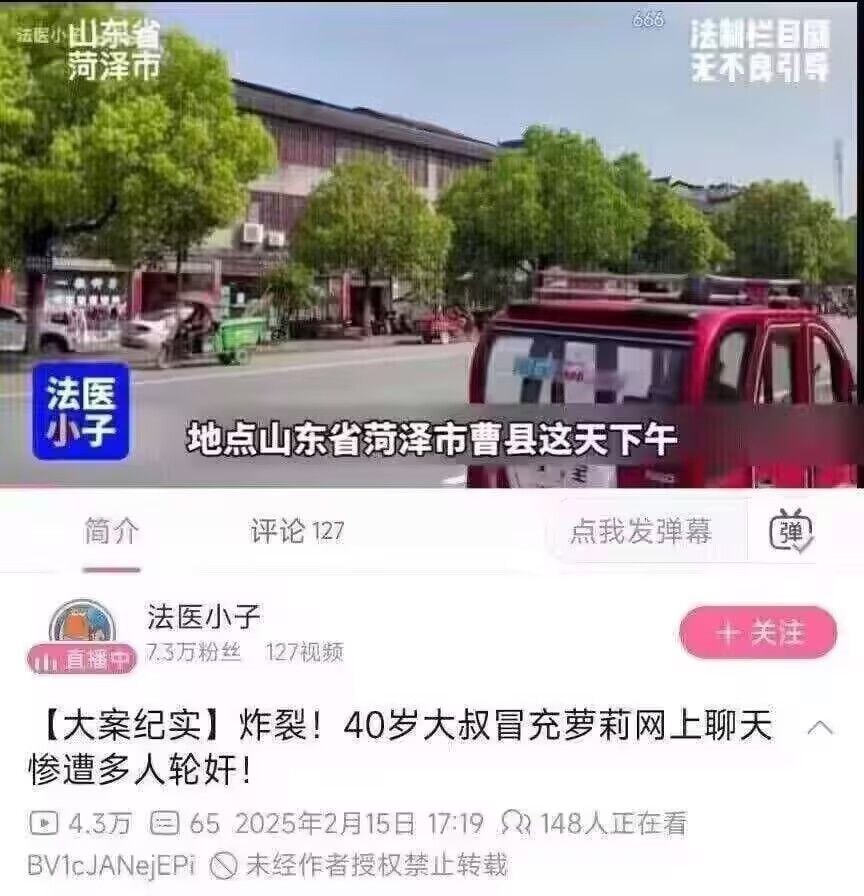 法医小子
山东省
菏泽市
666
法制栏目
无不良引导
法医
小子
地点山东省菏泽市曹县这天下午
简介
评论 127
点我发弹幕
弹
法医小子
直播中
7.3万粉丝 127视频
+ 关注
【大案纪实】炸裂！40岁大叔冒充萝莉网上聊天
惨遭多人轮奸！
4.3万 65 2025年2月15日 17:19 148人正在看
BV1cJANejEPi 未经作者授权禁止转载